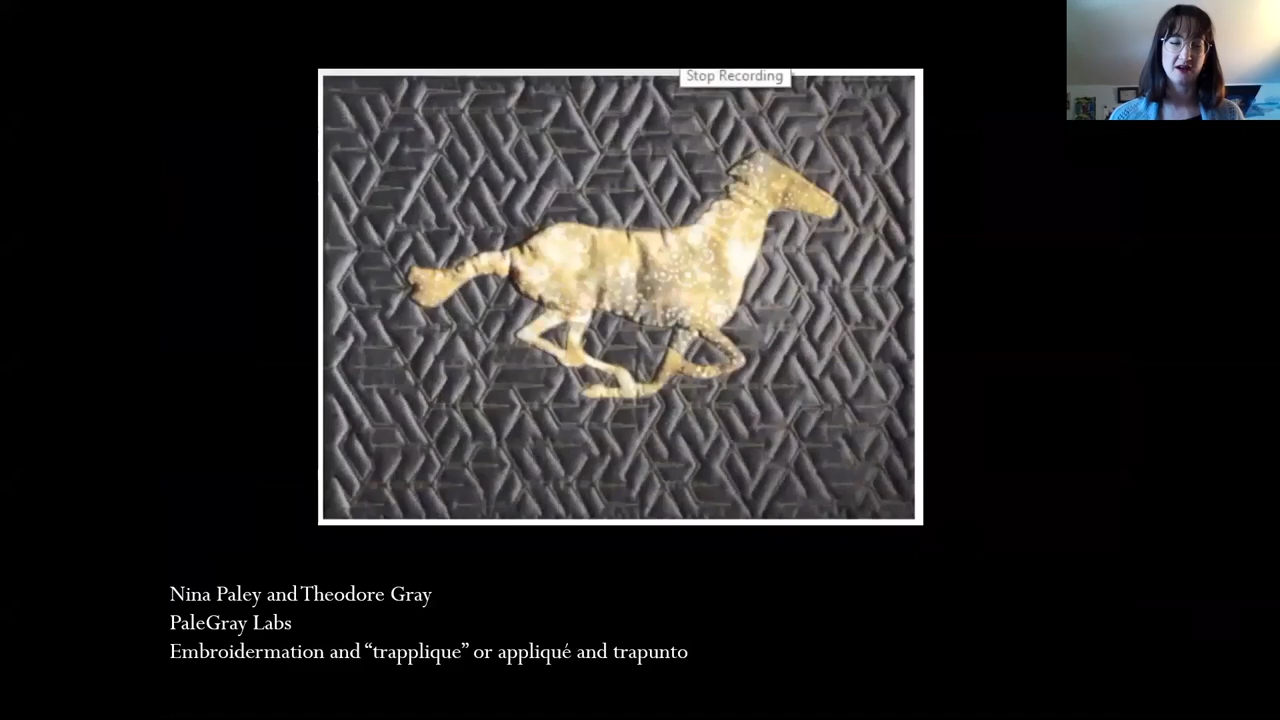 Stop Recording
Nina Paley and Theodore Gray
PaleGray Labs
Embroidermation and “trapplique” or appliqué and trapunto